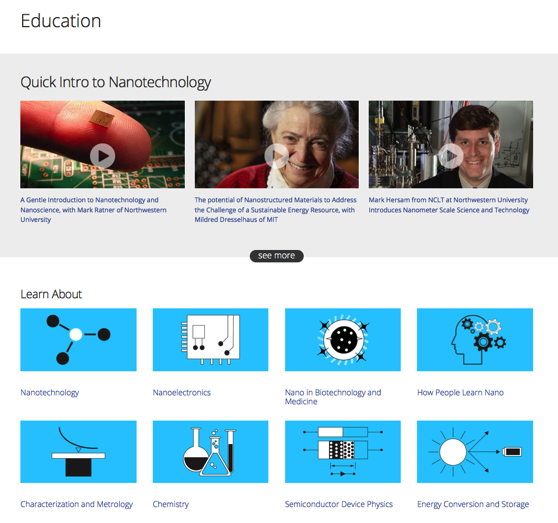 Education
Quick Intro to Nanotechnology
A Gentle Introduction to Nanotechnology and
Nanoscience, with Mark Ratner of Northwestern
University
The potential of Nanostructured Materials to Address
the Challenge of a Sustainable Energy Resource, with
Mildred Dresselhaus of MIT
Mark Hersam from NCLT at Northwestern University
Introduces Nanometer Scale Science and Technology
see more
Learn About
Nanotechnology
Nanoelectronics
Nano in Biotechnology and
Medicine
How People Learn Nano
Characterization and Metrology
Chemistry
Semiconductor Device Physics
Energy Conversion and Storage